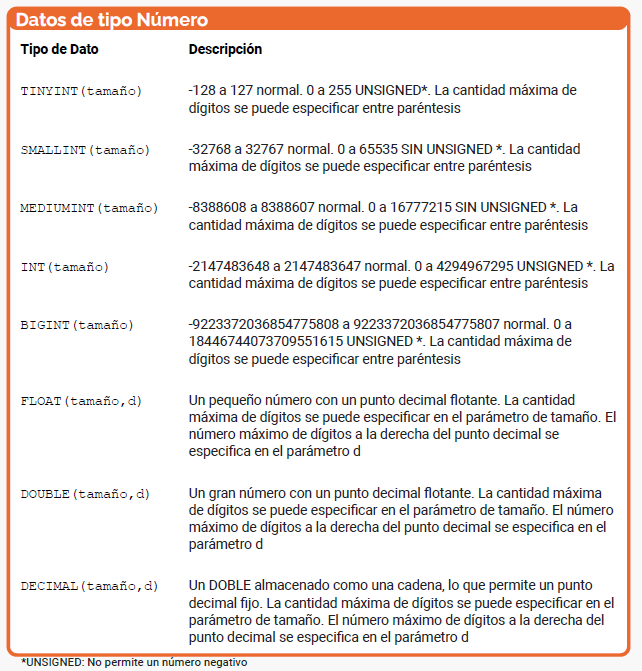 Datos de tipo Número
Tipo de Dato Descripción
TINYINT(tamaño) -128 a 127 normal. 0 a 255 UNSIGNED*. La cantidad máxima de
dígitos se puede especificar entre paréntesis
SMALLINT(tamaño) -32768 a 32767 normal. 0 a 65535 SIN UNSIGNED *. La cantidad
máxima de dígitos se puede especificar entre paréntesis
MEDIUMINT(tamaño) -8388608 a 8388607 normal. 0 a 16777215 SIN UNSIGNED *. La
cantidad máxima de dígitos se puede especificar entre paréntesis
INT(tamaño) -2147483648 a 2147483647 normal. 0 a 4294967295 UNSIGNED *. La
cantidad máxima de dígitos se puede especificar entre paréntesis
BIGINT(tamaño) -9223372036854775808 a 9223372036854775807 normal. 0 a
18446744073709551615 UNSIGNED *. La cantidad máxima de
dígitos se puede especificar entre paréntesis
FLOAT(tamaño,d) Un pequeño número con un punto decimal flotante. La cantidad
máxima de dígitos se puede especificar en el parámetro de tamaño. El
número máximo de dígitos a la derecha del punto decimal se
especifica en el parámetro d
DOUBLE(tamaño,d) Un gran número con un punto decimal flotante. La cantidad máxima
de dígitos se puede especificar en el parámetro de tamaño. El número
máximo de dígitos a la derecha del punto decimal se especifica en el
parámetro d
DECIMAL(tamaño,d) Un DOBLE almacenado como una cadena, lo que permite un punto
decimal fijo. La cantidad máxima de dígitos se puede especificar en el
parámetro de tamaño. El número máximo de dígitos a la derecha del
punto decimal se especifica en el parámetro d
*UNSIGNED: No permite un número negativo